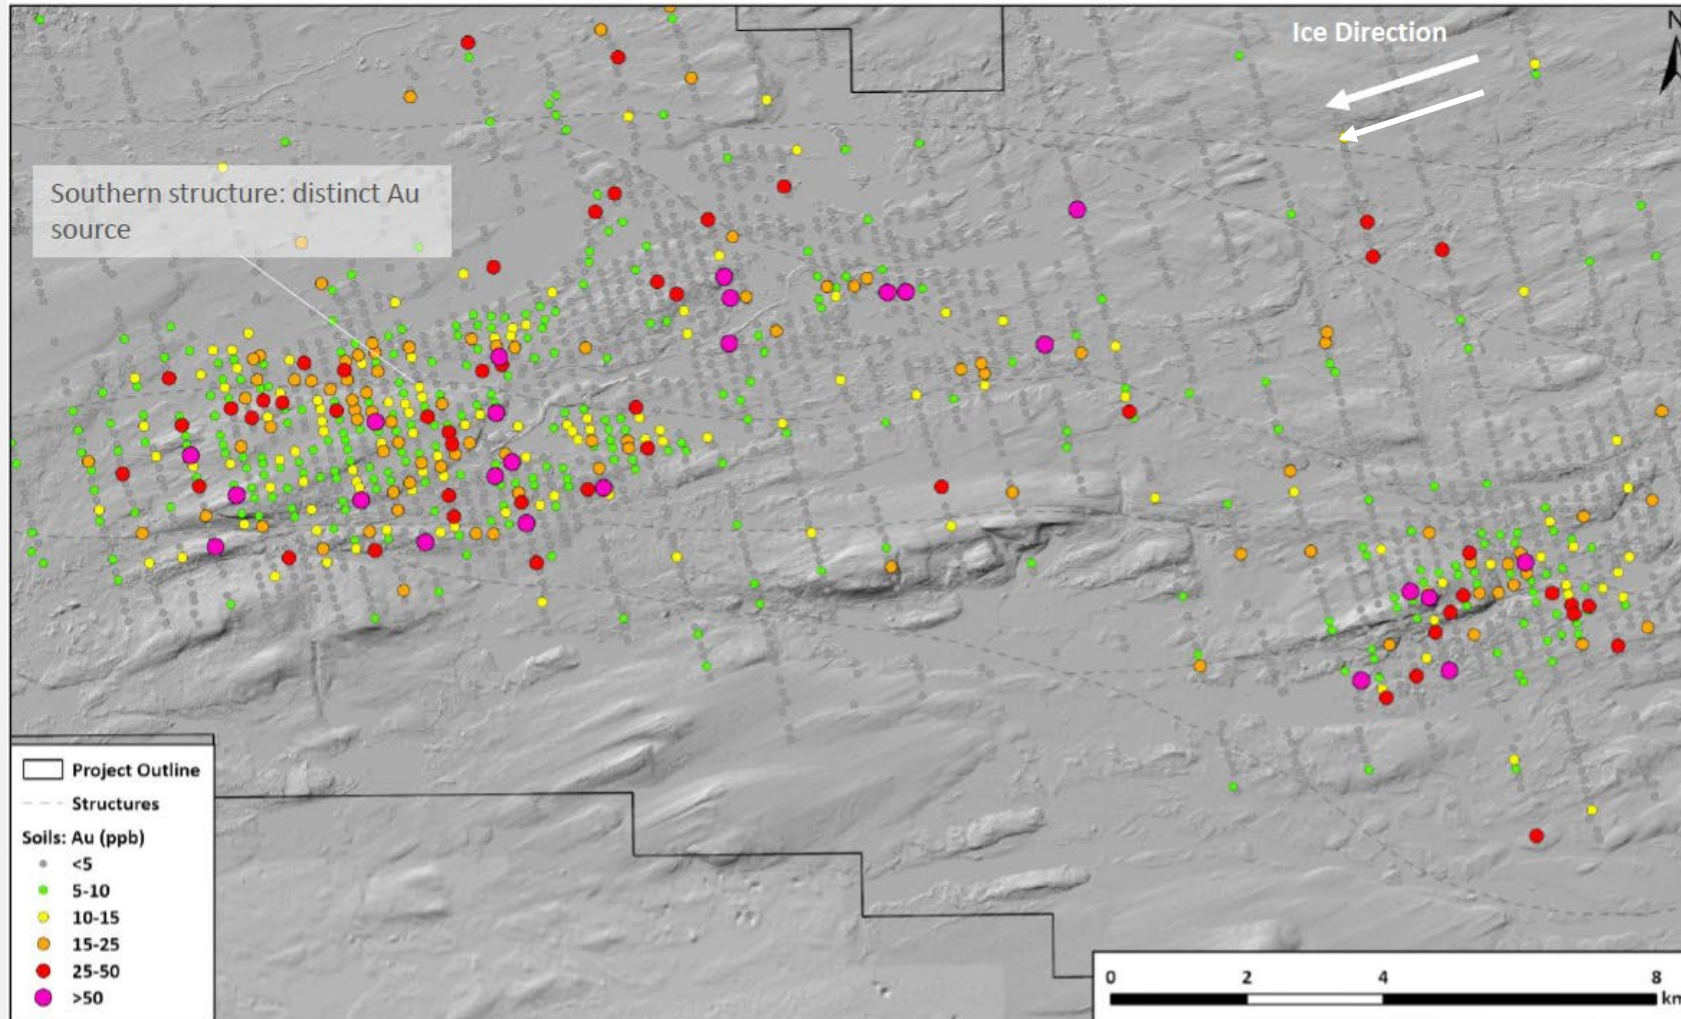 Ice Direction
N
Southern structure: distinct Au
source
Project Outline
Structures
Soils: Au (ppb)
<5
5-10
10-15
15-25
25-50
>50
0 2 4 8
km